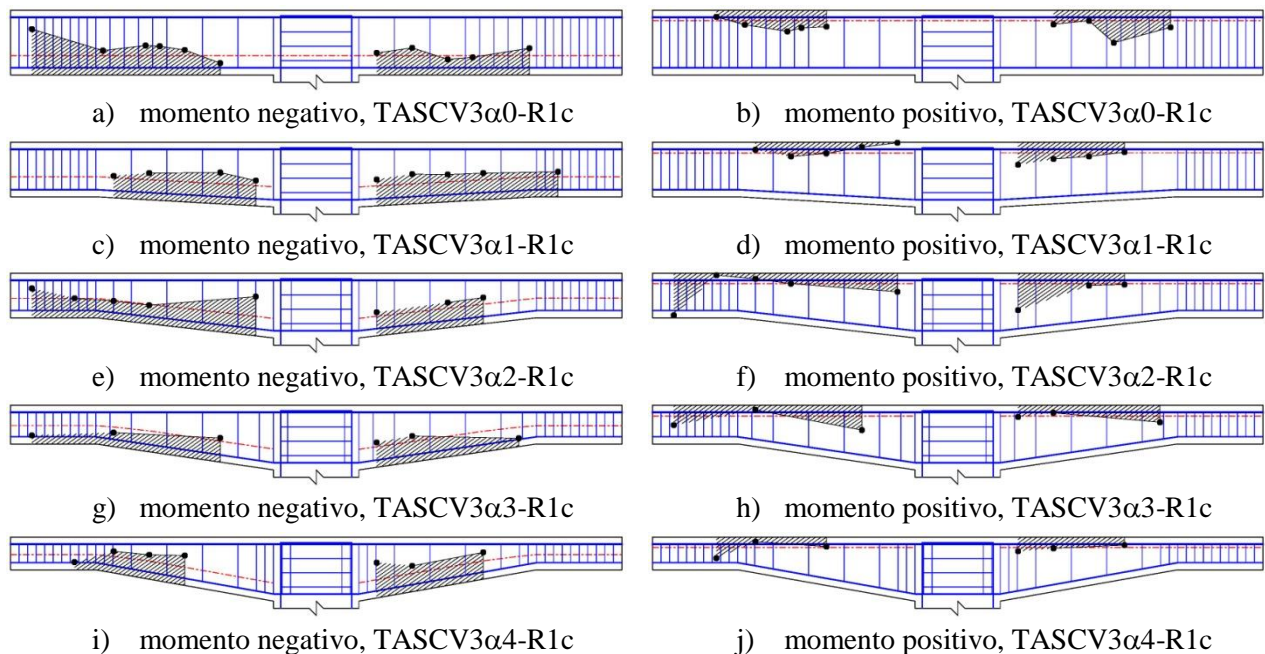 a) momento negativo, TASCV3α0-R1c
b) momento positivo, TASCV3α0-R1c
c) momento negativo, TASCV3α1-R1c
d) momento positivo, TASCV3α1-R1c
e) momento negativo, TASCV3α2-R1c
f) momento positivo, TASCV3α2-R1c
g) momento negativo, TASCV3α3-R1c
h) momento positivo, TASCV3α3-R1c
i) momento negativo, TASCV3α4-R1c
j) momento positivo, TASCV3α4-R1c